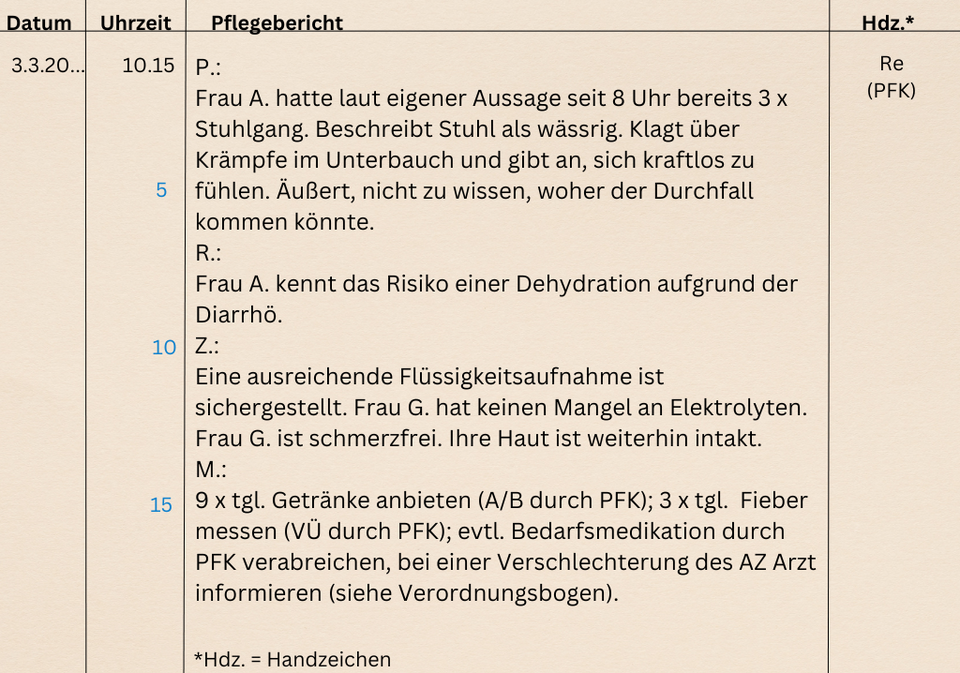 Datum Uhrzeit Pflegebericht Hdz.*
3.3.20... 10.15 P.: Re
Frau A. hatte laut eigener Aussage seit 8 Uhr bereits 3 x (PFK)
Stuhlgang. Beschreibt Stuhl als wässrig. Klagt über
Krämpfe im Unterbauch und gibt an, sich kraftlos zu
5 fühlen. Äußert, nicht zu wissen, woher der Durchfall
kommen könnte.
R.:
Frau A. kennt das Risiko einer Dehydration aufgrund der
Diarrhö.
10 Z.:
Eine ausreichende Flüssigkeitsaufnahme ist
sichergestellt. Frau G. hat keinen Mangel an Elektrolyten.
Frau G. ist schmerzfrei. Ihre Haut ist weiterhin intakt.
M.:
15 9 x tgl. Getränke anbieten (A/B durch PFK); 3 x tgl. Fieber
messen (VÜ durch PFK); evtl. Bedarfsmedikation durch
PFK verabreichen, bei einer Verschlechterung des AZ Arzt
informieren (siehe Verordnungsbogen).
*Hdz. = Handzeichen